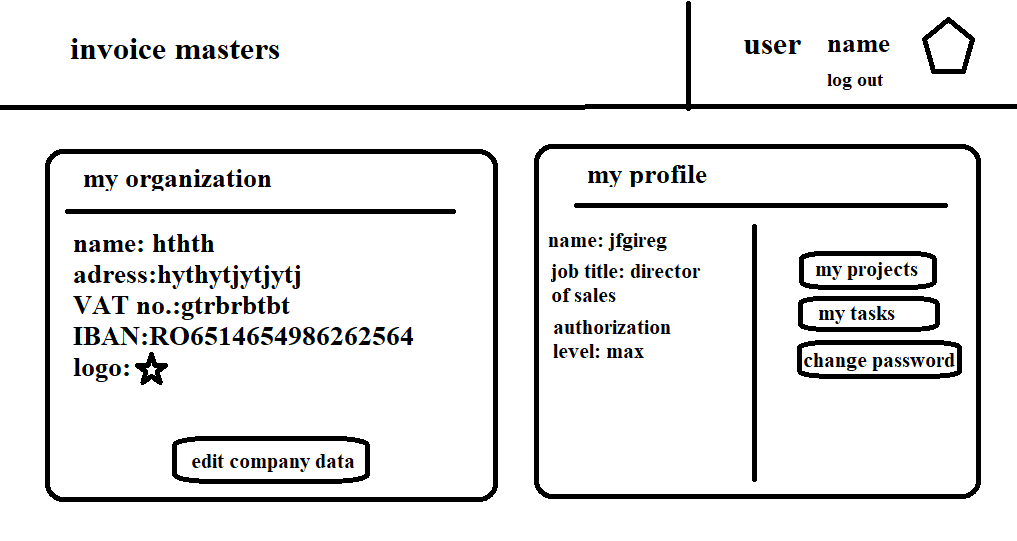 invoice masters
user name
log out
my organization
name: hthth
adress:hythytjytjytj
VAT no.:gtrbrbtbt
IBAN:RO6514654986262564
logo:
edit company data
my profile
name: jfgireg
job title: director
of sales
authorization
level: max
my projects
my tasks
change password